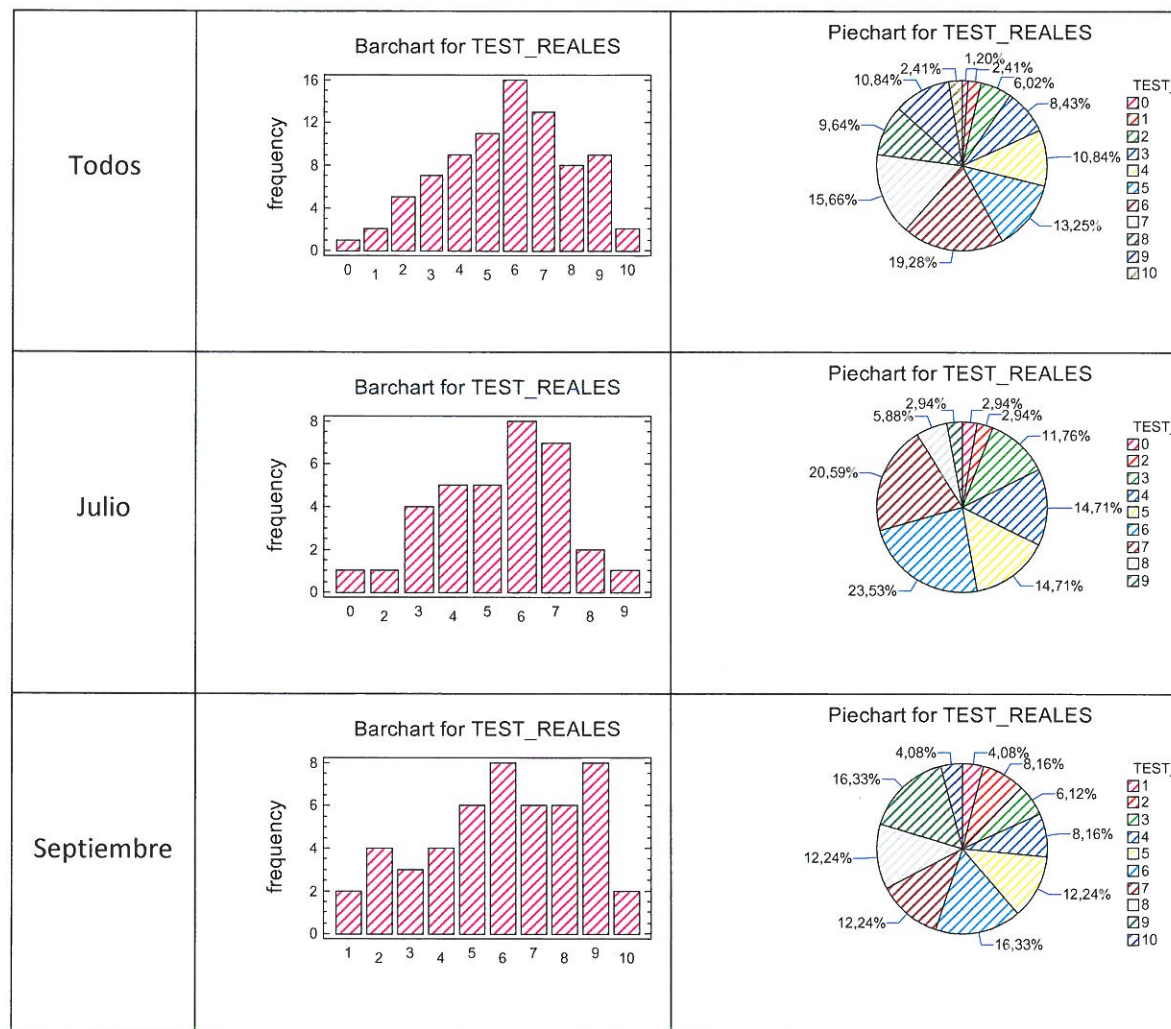 Todos
Barchart for TEST_REALES
frequency
16
12
8
4
0
0 1 2 3 4 5 6 7 8 9 10
Piechart for TEST_REALES
2,41% 1,20% 2,41%
10,84% 6,02%
9,64% 8,43%
15,66% 10,84%
19,28% 13,25%
TEST_
0
1
2
3
4
5
6
7
8
9
10
Julio
Barchart for TEST_REALES
frequency
8
6
4
2
0
0 2 3 4 5 6 7 8 9
Piechart for TEST_REALES
5,88% 2,94% 2,94% 2,94%
20,59% 11,76%
23,53% 14,71%
14,71%
TEST_
0
2
3
4
5
6
7
8
9
Septiembre
Barchart for TEST_REALES
frequency
8
6
4
2
0
1 2 3 4 5 6 7 8 9 10
Piechart for TEST_REALES
4,08% 4,08%
16,33% 8,16%
12,24% 6,12%
12,24% 8,16%
16,33% 12,24%
TEST_
1
2
3
4
5
6
7
8
9
10